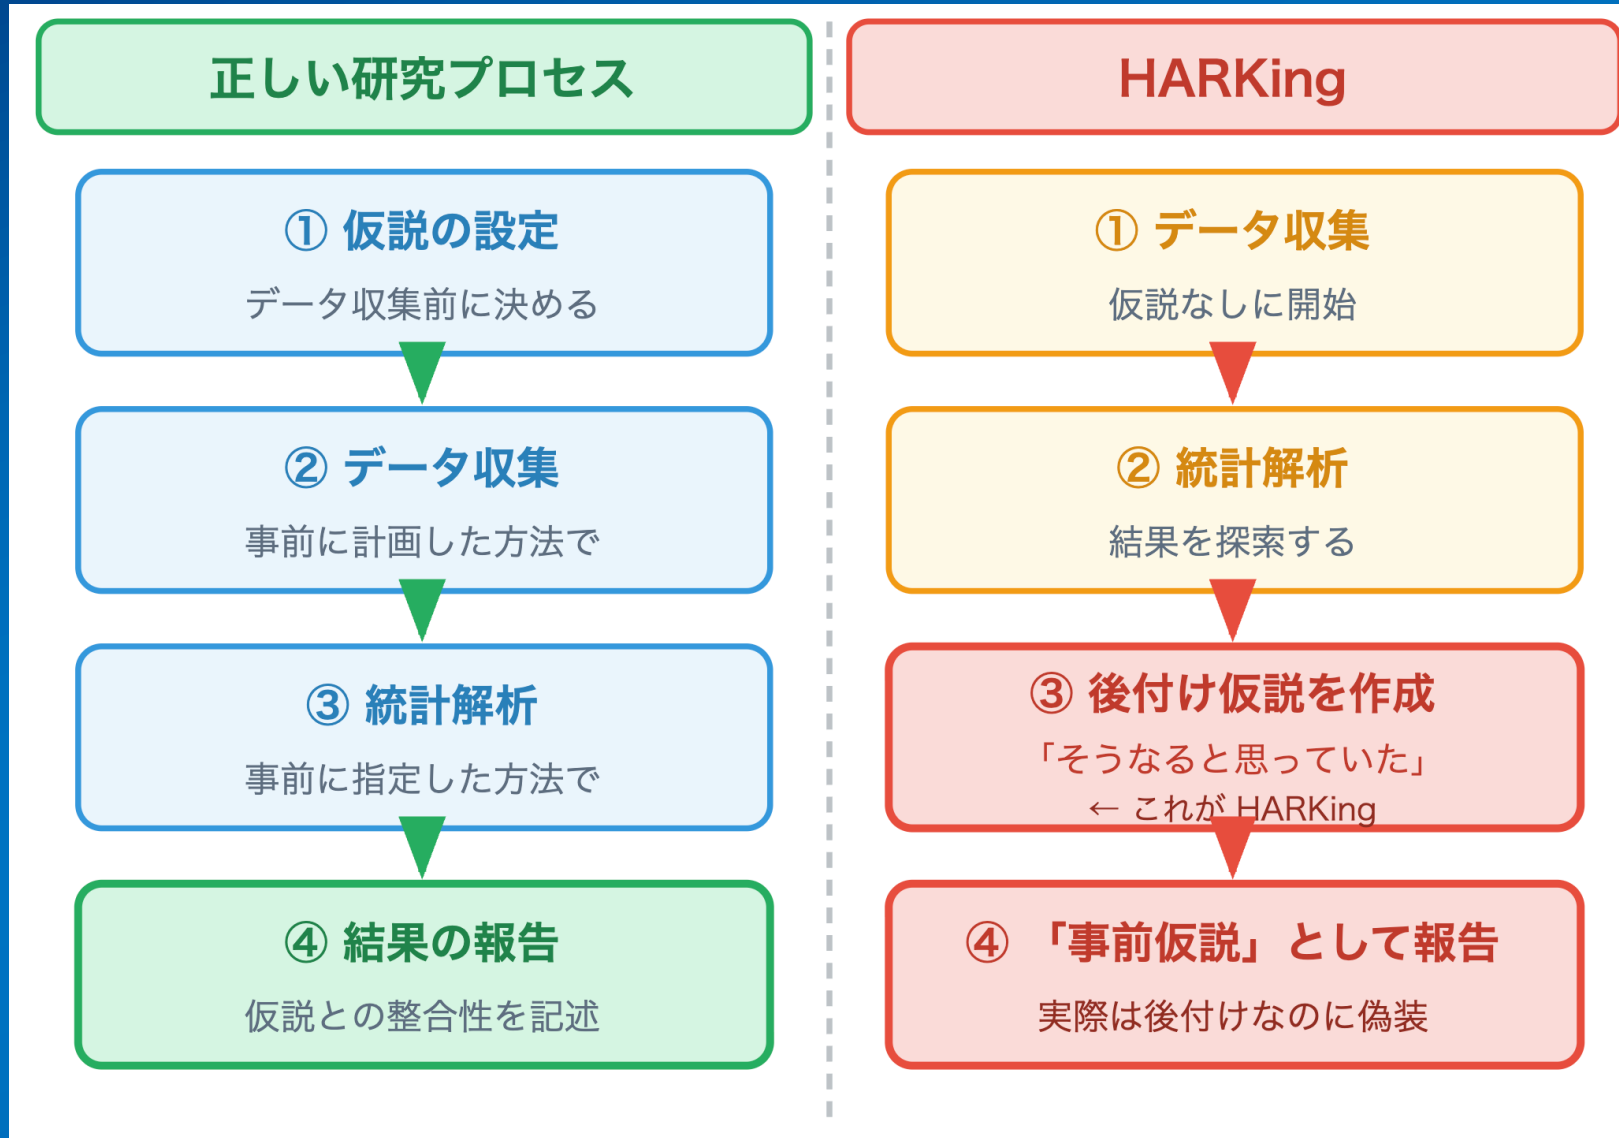 正しい研究プロセス
① 仮説の設定
データ収集前に決める
② データ収集
事前に計画した方法で
③ 統計解析
事前に指定した方法で
④ 結果の報告
仮説との整合性を記述
HARKing
① データ収集
仮説なしに開始
② 統計解析
結果を探索する
③ 後付け仮説を作成
「そうなると思っていた」
← これが HARKing
④ 「事前仮説」として報告
実際は後付けなのに偽装